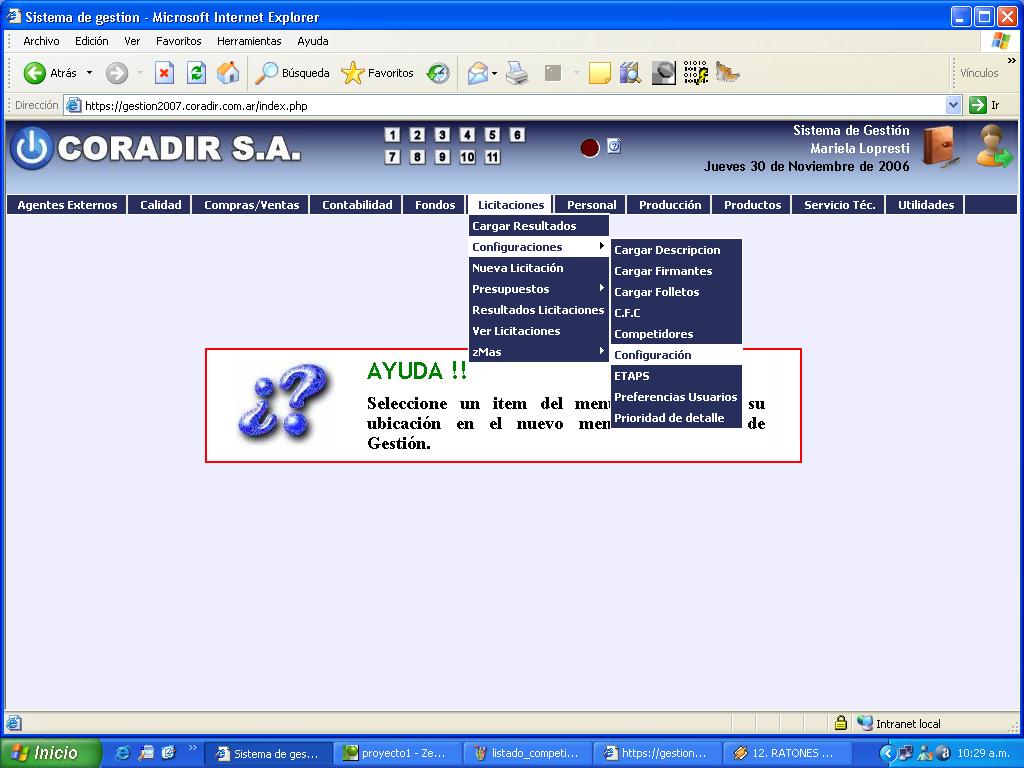 Sistema de gestion - Microsoft Internet Explorer
Archivo Edición Ver Favoritos Herramientas Ayuda
Atrás Búsqueda Favoritos Vínculos »
Dirección https://gestion2007.coradir.com.ar/index.php Ir
CORADIR S.A.
1 2 3 4 5 6
7 8 9 10 11
Sistema de Gestión
Mariela Lopresti
Jueves 30 de Noviembre de 2006
Agentes Externos Calidad Compras/Ventas Contabilidad Fondos Licitaciones Personal Producción Productos Servicio Téc. Utilidades
Cargar Resultados
Configuraciones
Nueva Licitación
Presupuestos
Resultados Licitaciones
Ver Licitaciones
zMas
Cargar Descripcion
Cargar Firmantes
Cargar Folletos
C.F.C
Competidores
Configuración
ETAPS
Preferencias Usuarios
Prioridad de detalle
AYUDA !!
Seleccione un item del men su
ubicación en el nuevo men de
Gestión.
Intranet local
Inicio » Sistema de ges... proyecto1 - Ze... listado_competi... https://gestion... 12. RATONES ... 10:29 a.m.